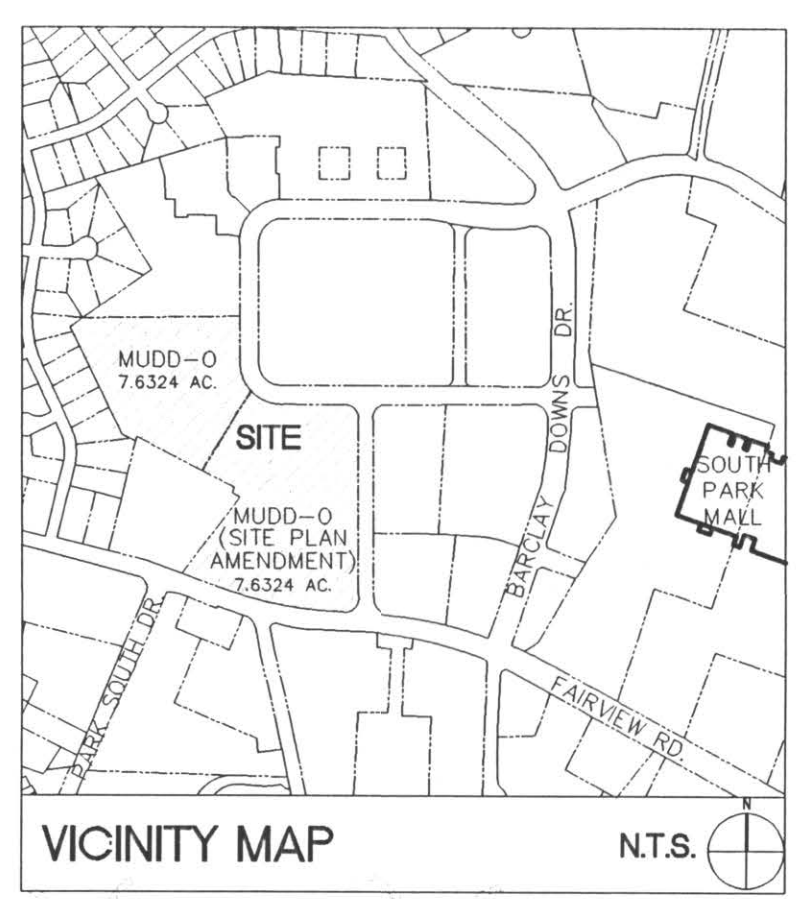 MUDD-O
7.6324 AC.
SITE
MUDD-O
(SITE PLAN
AMENDMENT)
7.6324 AC.
BARCLAY DOWNS DR.
SOUTH
PARK
MALL
PARK SOUTH DR.
FAIRVIEW RD.
VICINITY MAP
N.T.S.
N